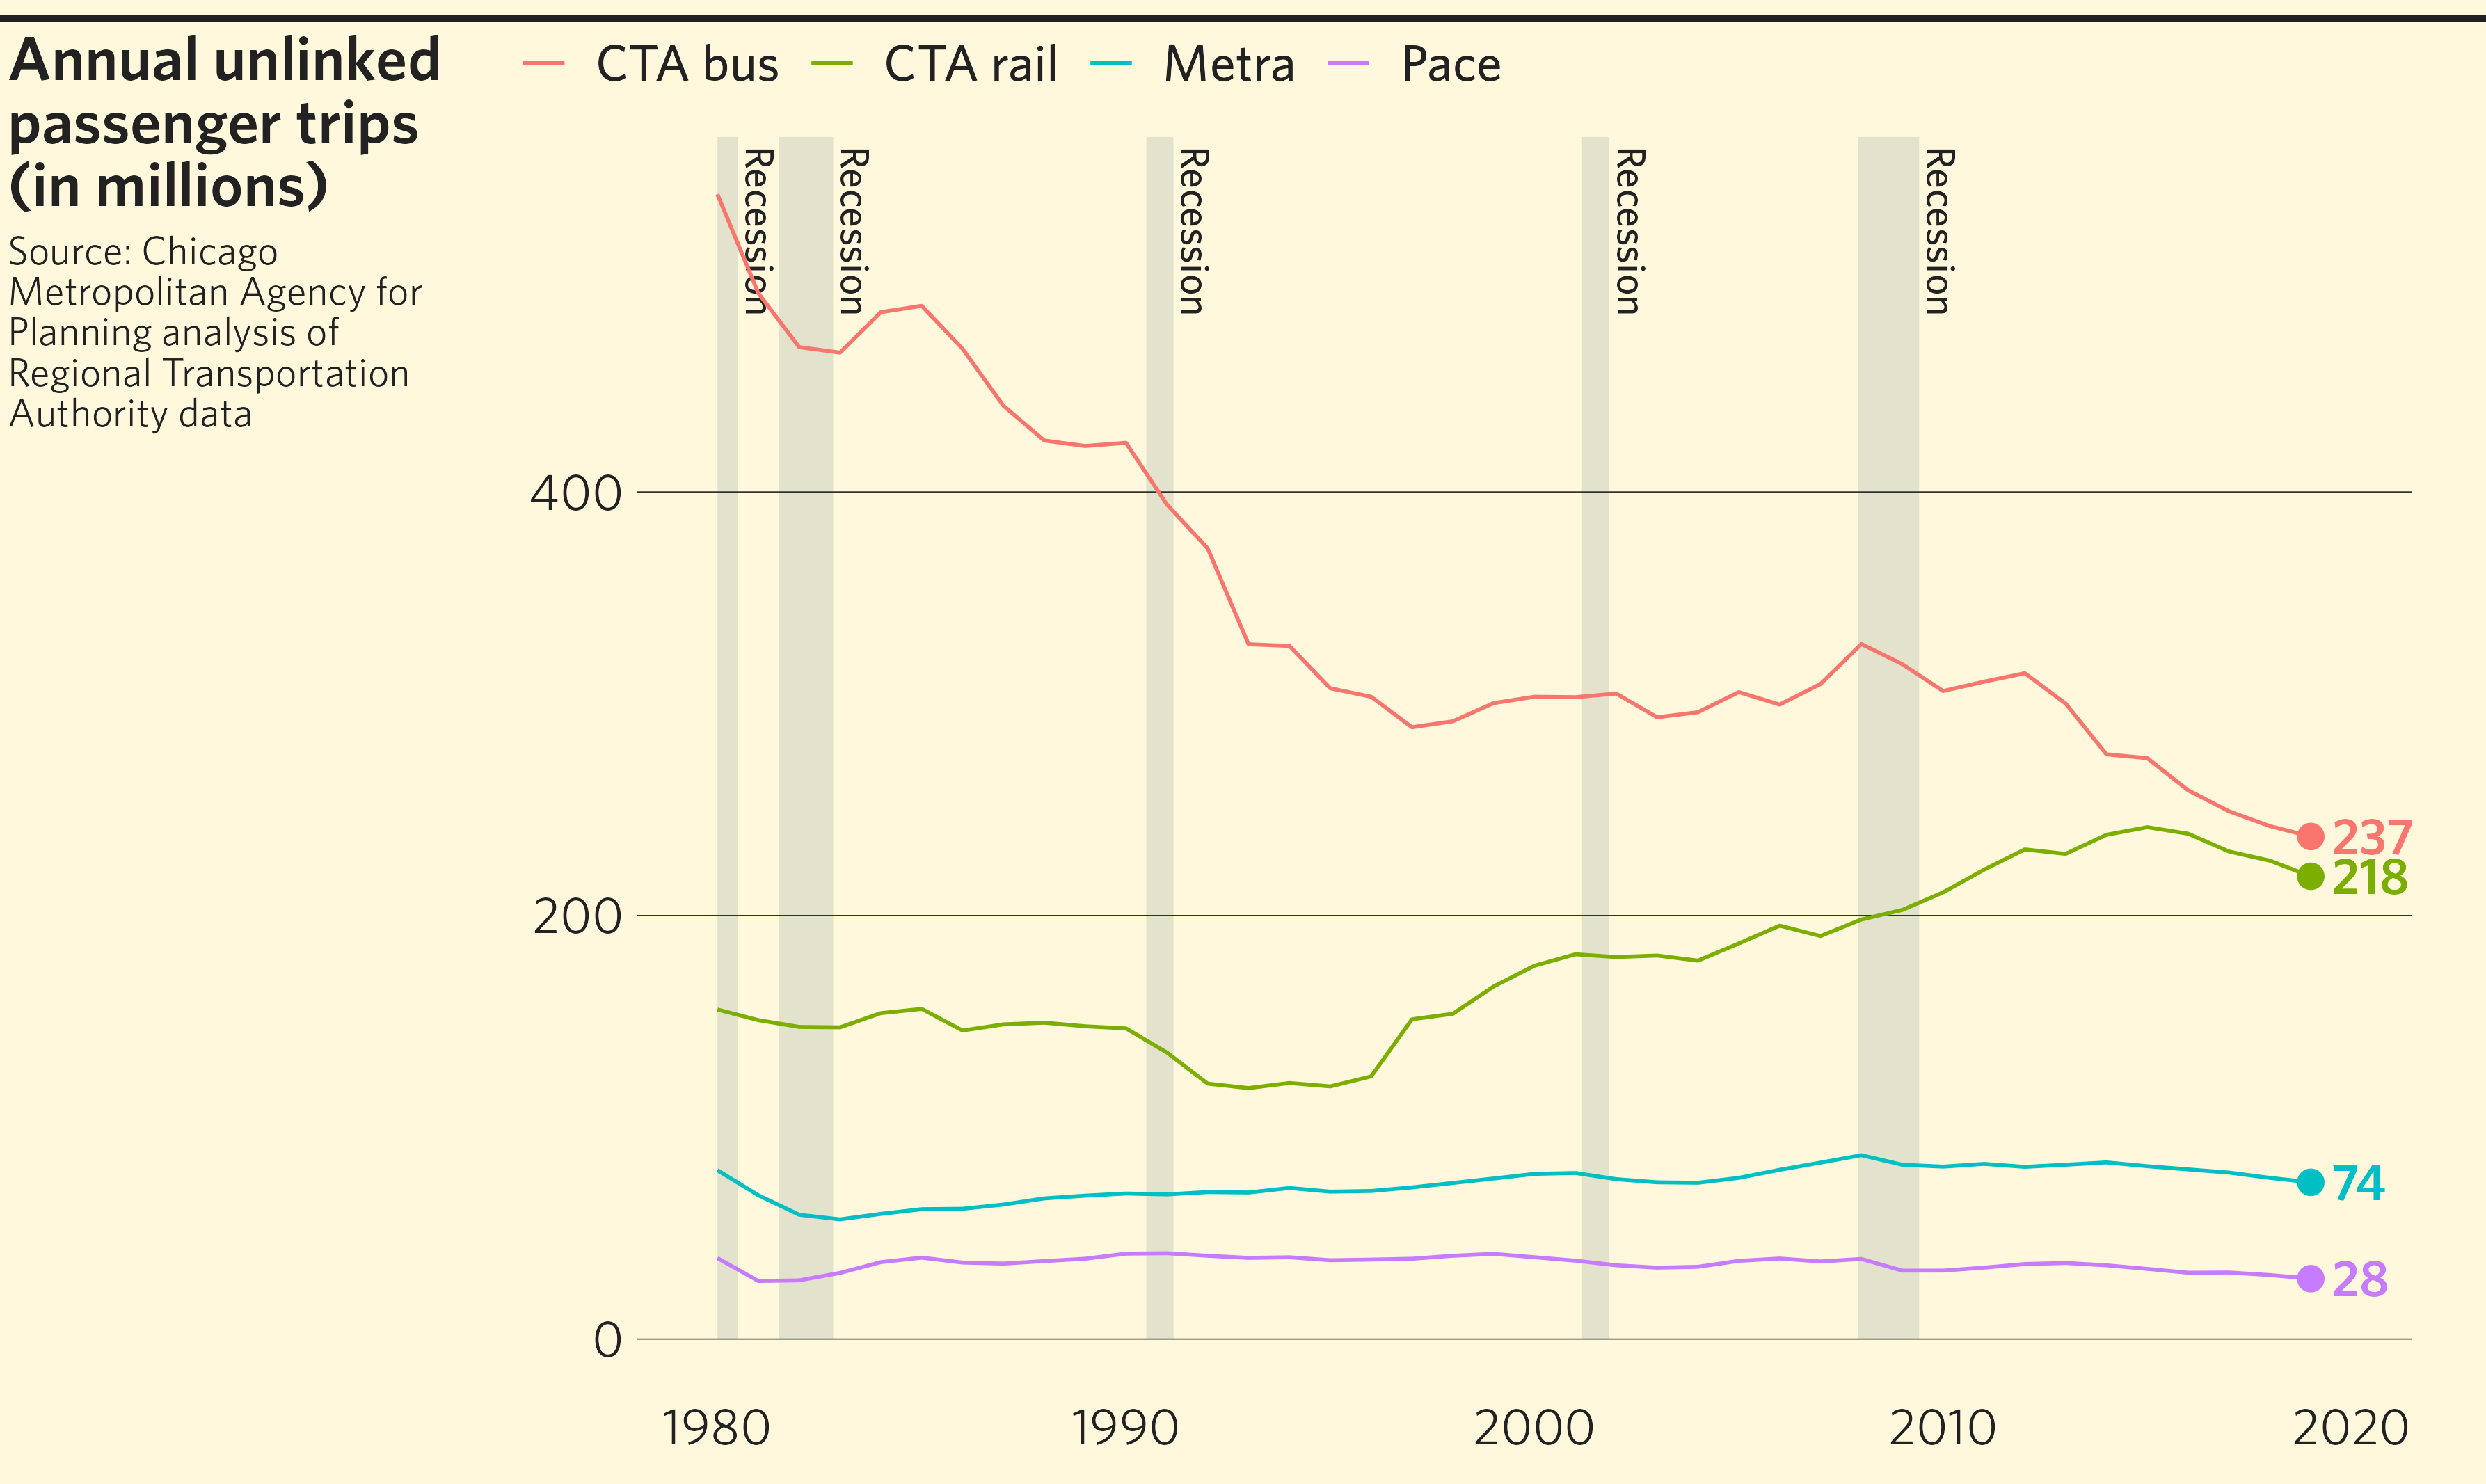 Annual unlinked
passenger trips
(in millions)
Source: Chicago
Metropolitan Agency for
Planning analysis of
Regional Transportation
Authority data
CTA bus CTA rail Metra Pace
Recession Recession Recession Recession Recession
400
200
0
237
218
74
28
1980 1990 2000 2010 2020